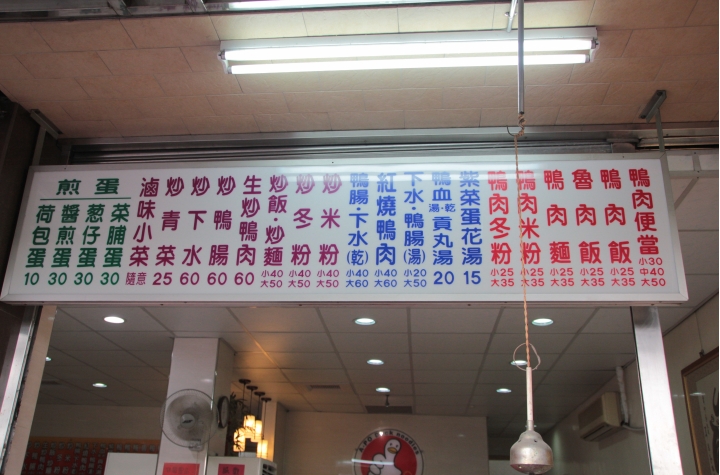 鴨肉便當 小30 中40 大50
鴨肉飯 小25 大35
魯肉飯 小25 大35
鴨肉麵 小25 大35
鴨肉米粉 小25 大35
鴨肉冬粉 小25 大35
紫菜蛋花湯 15
鴨血湯·乾 貢丸湯 20
下水·鴨腸(湯) 小20 大50
紅燒鴨肉 小40 大60
鴨腸·下水(乾) 小40 大60
炒米粉 小40 大50
炒冬粉 小40 大50
炒飯·炒麵 小40 大50
生炒鴨肉 60
炒鴨腸 60
炒下水 60
炒青菜 25
滷味小菜 隨意
煎蛋
菜脯蛋 30
葱仔蛋 30
醬煎蛋 30
荷包蛋 10